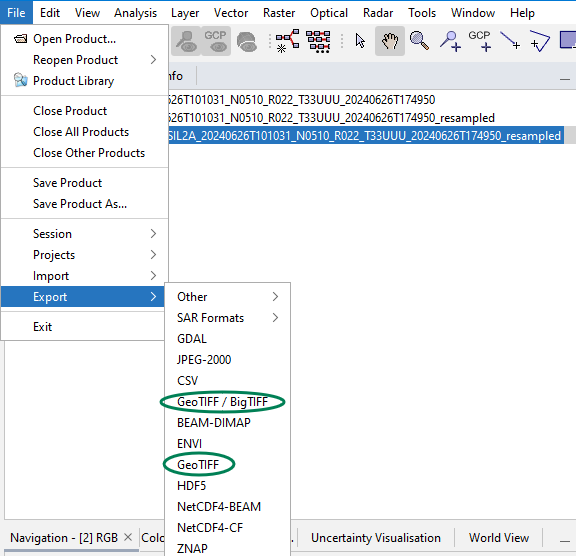 File Edit View Analysis Layer Vector Raster Optical Radar Tools Window Help
Open Product...
Reopen Product
Product Library
Close Product
Close All Products
Close Other Products
Save Product
Save Product As...
Session
Projects
Import
Export
Exit
GCP
GCP
nfo
626T101031_N0510_R022_T33UUU_20240626T174950
626T101031_N0510_R022_T33UUU_20240626T174950_resampled
SIL2A_20240626T101031_N0510_R022_T33UUU_20240626T174950_resampled
Other
SAR Formats
GDAL
JPEG-2000
CSV
GeoTIFF / BigTIFF
BEAM-DIMAP
ENVI
GeoTIFF
HDF5
NetCDF4-BEAM
NetCDF4-CF
ZNAP
Navigation - [2] RGB × Colo ... Uncertainty Visualisation World View